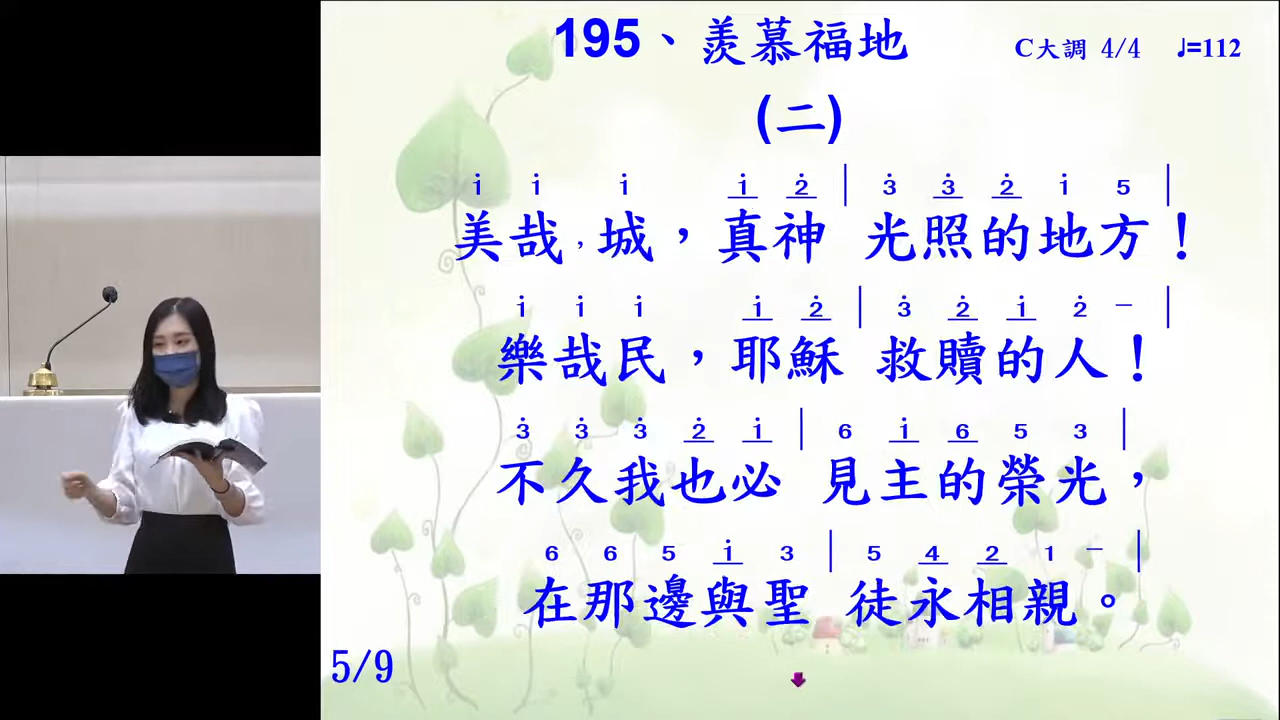 195、羨慕福地 C大調 4/4 ♩=112
(二)
i̇ i̇ i̇ i̇ 2̇ | 3̇ 3̇ 2̇ i̇ 5 |
美哉,城,真神 光照的地方!
i̇ i̇ i̇ i̇ 2̇ | 3̇ 2̇ i̇ 2̇ – |
樂哉民,耶穌 救贖的人!
3̇ 3̇ 3̇ 2̇ i̇ | 6 i̇ 6 5 3 |
不久我也必 見主的榮光,
6 6 5 i̇ 3 | 5 4 2 1 – |
在那邊與聖 徒永相親。
5/9